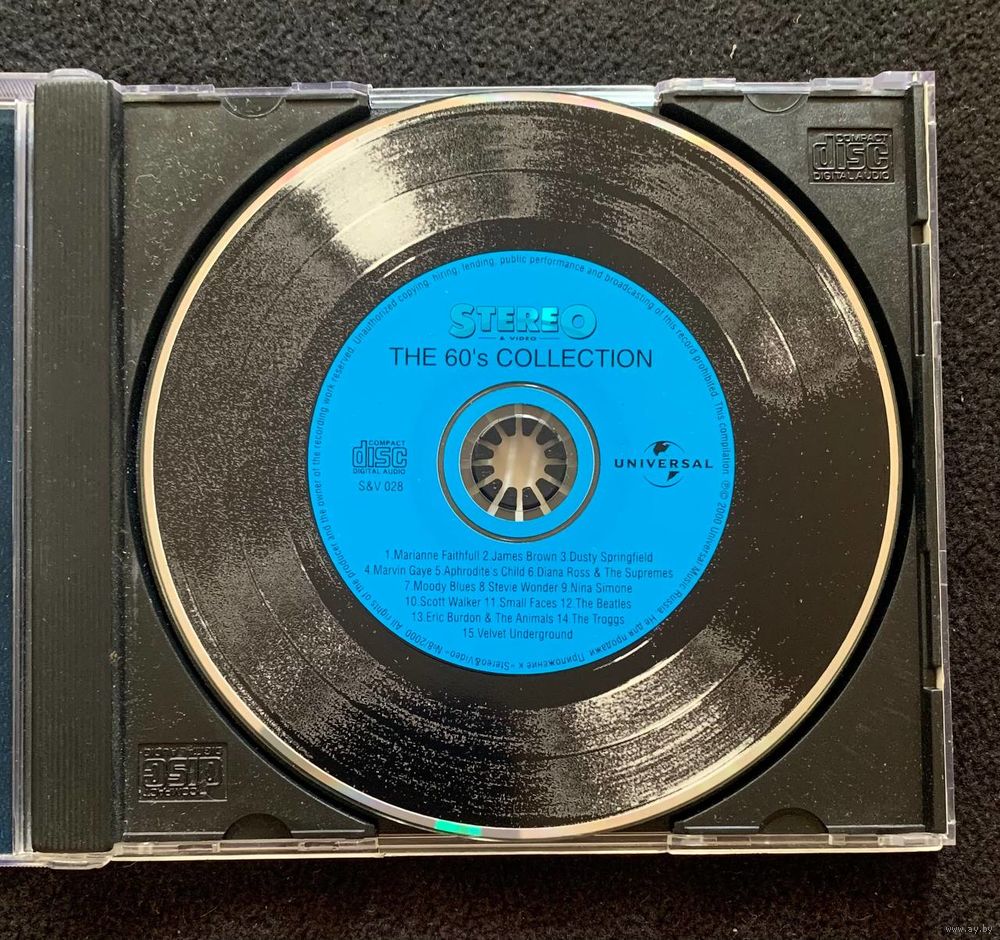 COMPACT
disc
DIGITAL AUDIO
STEREO
& VIDEO
THE 60's COLLECTION
COMPACT
disc
DIGITAL AUDIO
S&V 028
UNIVERSAL
1.Marianne Faithfull 2.James Brown 3.Dusty Springfield
4.Marvin Gaye 5.Aphrodite's Child 6.Diana Ross & The Supremes
7.Moody Blues 8.Stevie Wonder 9.Nina Simone
10.Scott Walker 11.Small Faces 12.The Beatles
13.Eric Burdon & The Animals 14.The Troggs
15.Velvet Underground
All rights of the producer and the owner of the recording work reserved. Unauthorized copying, hiring, lending, public performance and broadcasting of this record prohibited. This compilation ℗© 2000 Universal Music Russia Не для продажи Приложение к «Stereo&Video» №8/2000
disc
www.ay.by